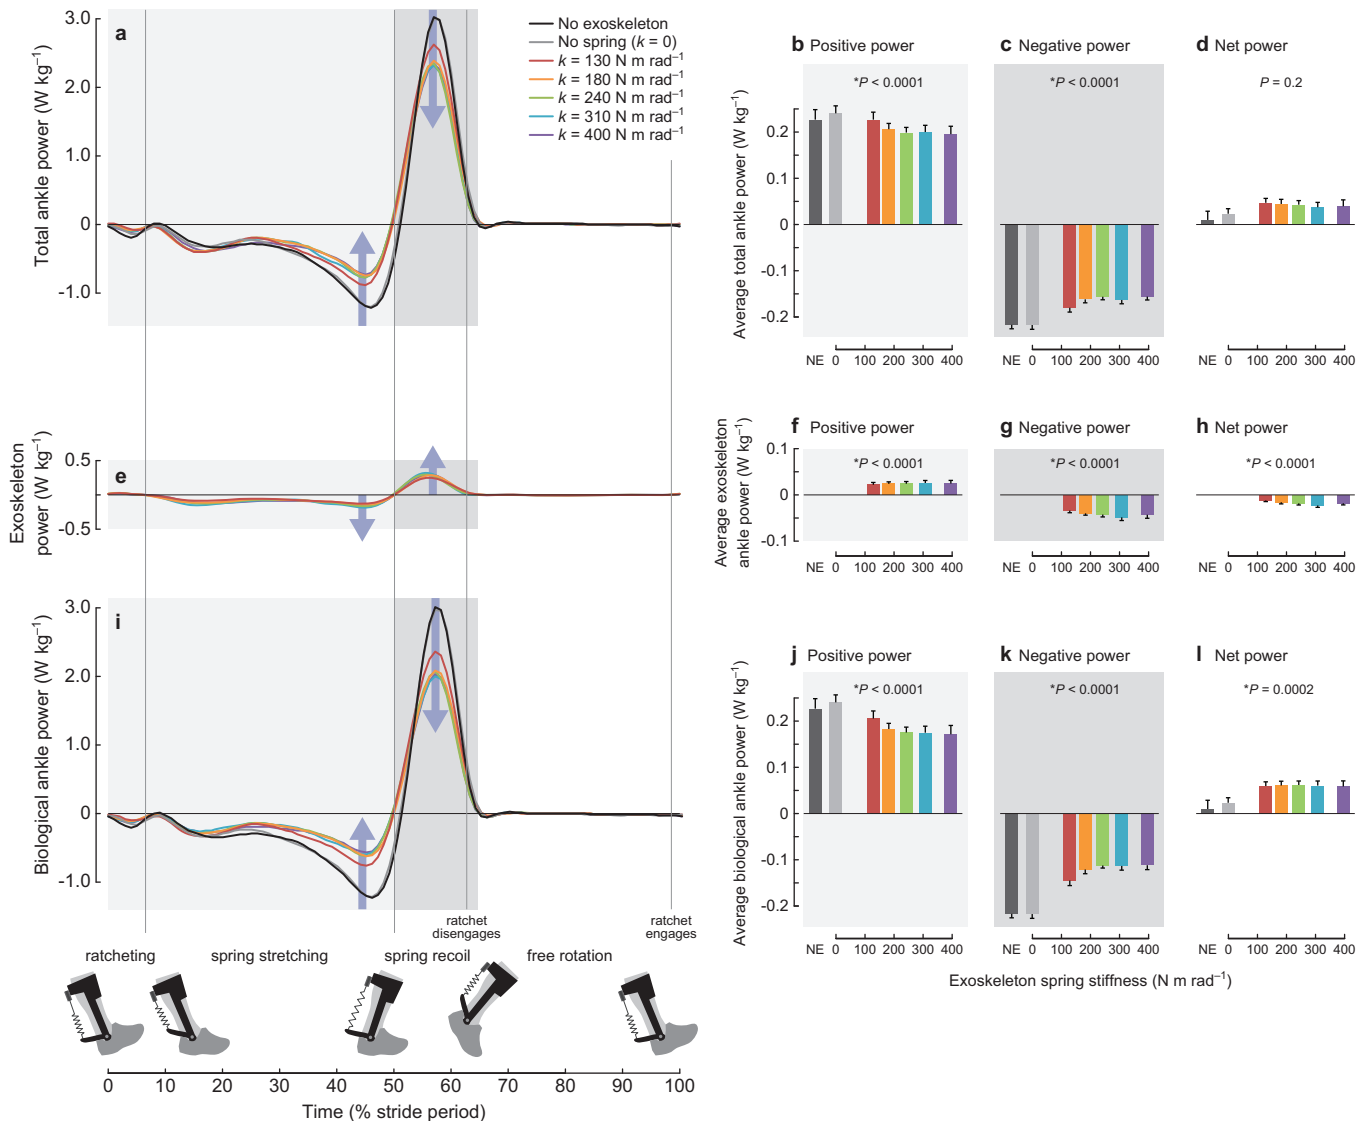 a
3.0
2.0
1.0
0
-1.0
Total ankle power (W kg⁻¹)
No exoskeleton
No spring (k = 0)
k = 130 N m rad⁻¹
k = 180 N m rad⁻¹
k = 240 N m rad⁻¹
k = 310 N m rad⁻¹
k = 400 N m rad⁻¹
b Positive power
*P < 0.0001
c Negative power
*P < 0.0001
d Net power
P = 0.2
Average total ankle power (W kg⁻¹)
0.2
0.1
0
-0.1
-0.2
NE 0 100 200 300 400
NE 0 100 200 300 400
NE 0 100 200 300 400
e
0.5
0
-0.5
Exoskeleton
power (W kg⁻¹)
f Positive power
*P < 0.0001
g Negative power
*P < 0.0001
h Net power
*P < 0.0001
Average exoskeleton
ankle power (W kg⁻¹)
0.1
0
-0.1
NE 0 100 200 300 400
NE 0 100 200 300 400
NE 0 100 200 300 400
i
3.0
2.0
1.0
0
-1.0
Biological ankle power (W kg⁻¹)
j Positive power
*P < 0.0001
k Negative power
*P < 0.0001
l Net power
*P = 0.0002
Average biological ankle power (W kg⁻¹)
0.2
0.1
0
-0.1
-0.2
NE 0 100 200 300 400
NE 0 100 200 300 400
NE 0 100 200 300 400
Exoskeleton spring stiffness (N m rad⁻¹)
ratchet
disengages
ratchet
engages
ratcheting
spring stretching
spring recoil
free rotation
0 10 20 30 40 50 60 70 80 90 100
Time (% stride period)